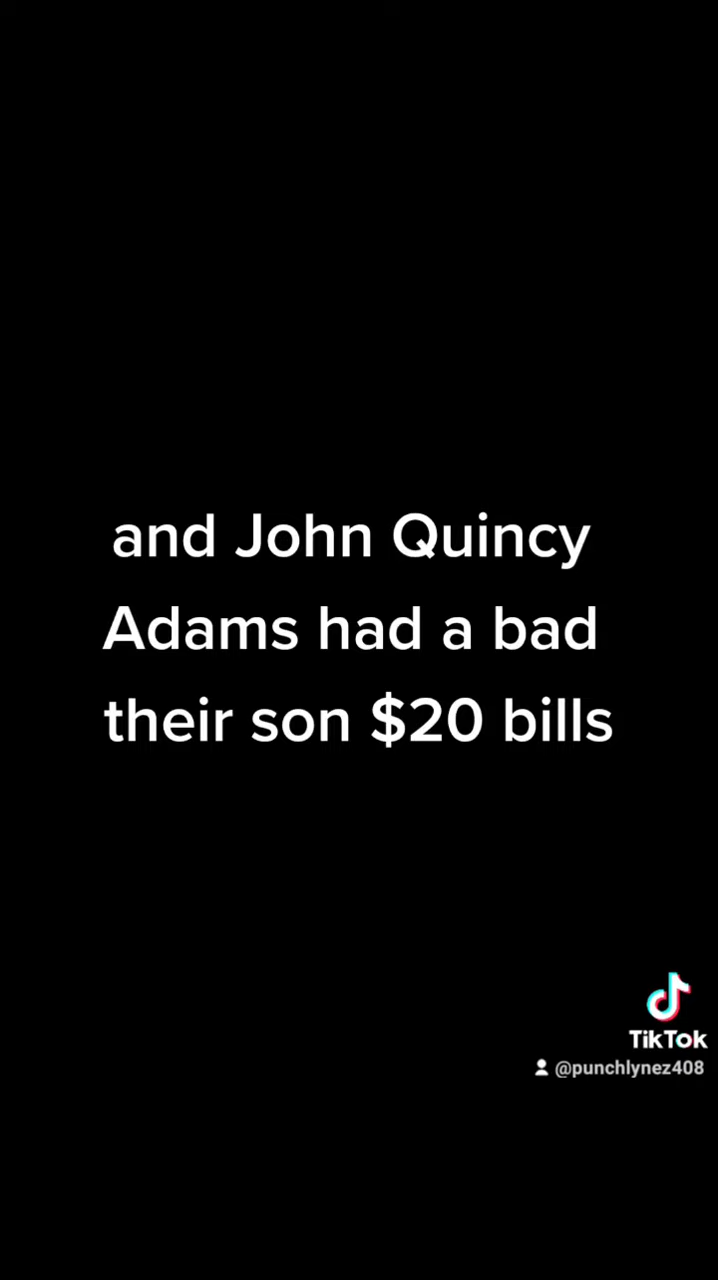 and John Quincy
Adams had a bad
their son $20 bills
TikTok
@punchlynez408